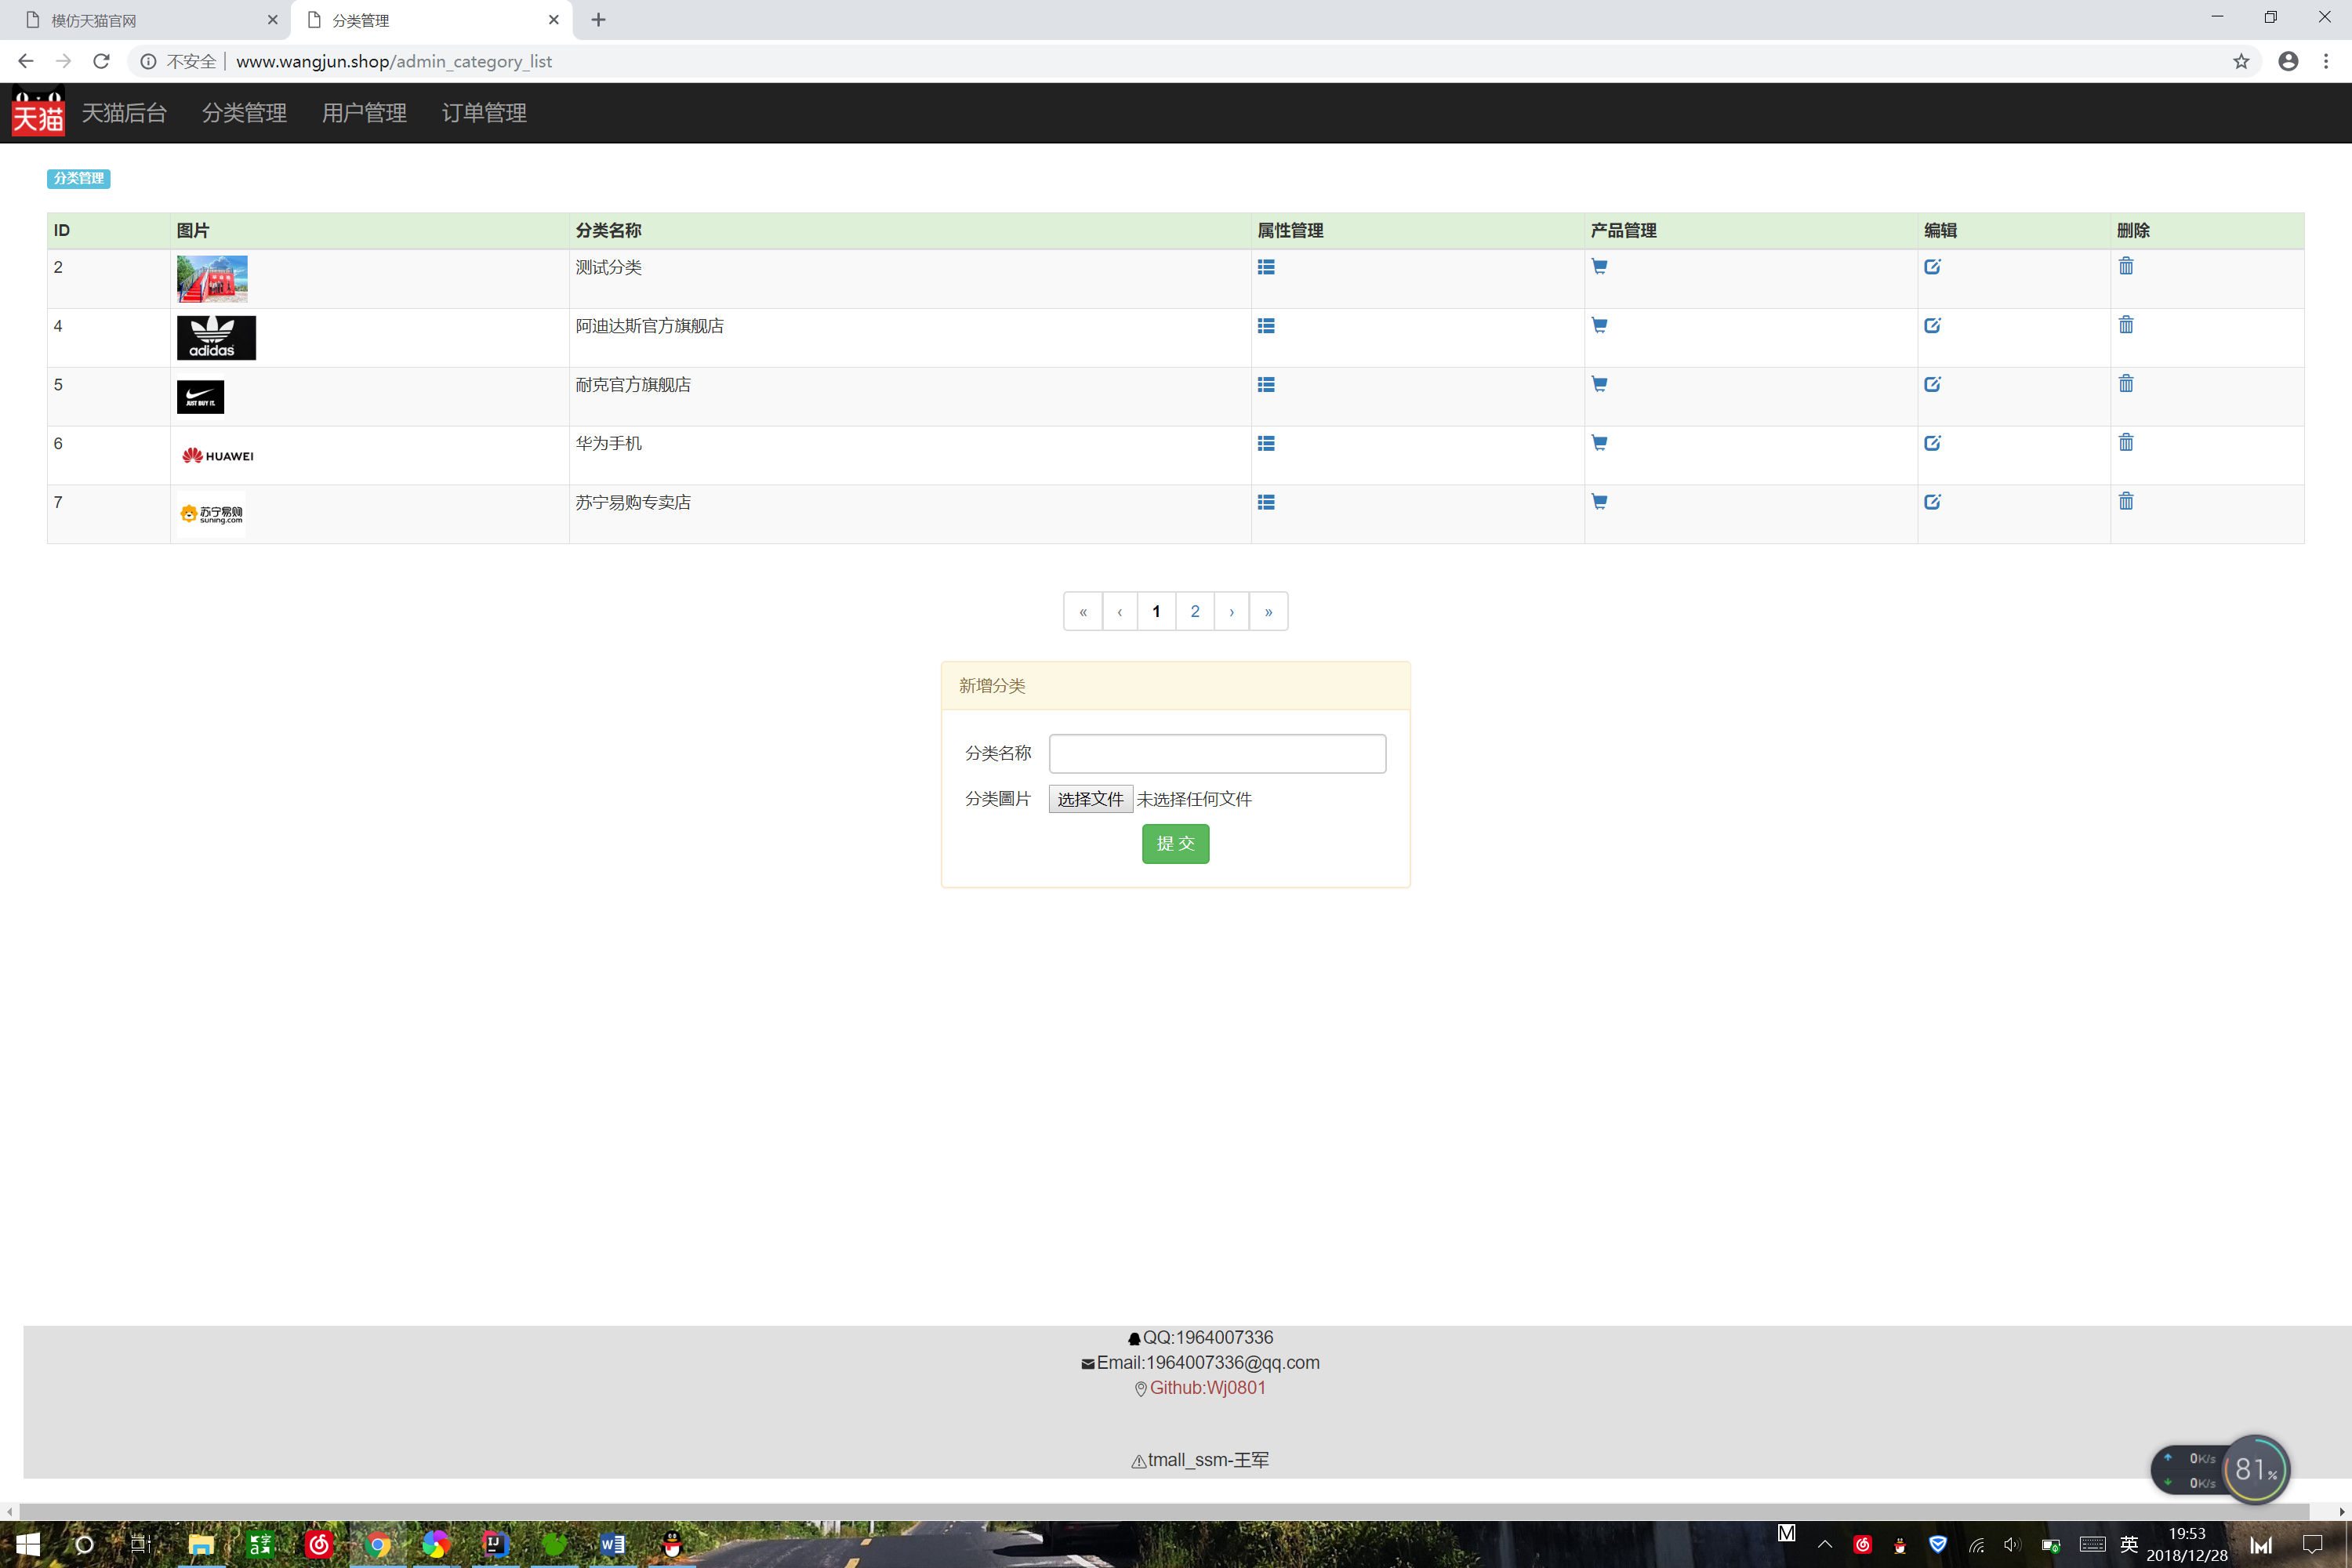 模仿天猫官网
分类管理
不安全 | www.wangjun.shop/admin_category_list
天猫 天猫后台 分类管理 用户管理 订单管理
分类管理
ID 图片 分类名称 属性管理 产品管理 编辑 删除
2 测试分类
4 adidas 阿迪达斯官方旗舰店
5 JUST BUY IT. 耐克官方旗舰店
6 HUAWEI 华为手机
7 苏宁易购 suning.com 苏宁易购专卖店
« ‹ 1 2 › »
新增分类
分类名称
分类圖片 选择文件 未选择任何文件
提 交
QQ:1964007336
Email:1964007336@qq.com
Github:Wj0801
tmall_ssm-王军
0K/s
0K/s
81%
M
英
19:53
2018/12/28